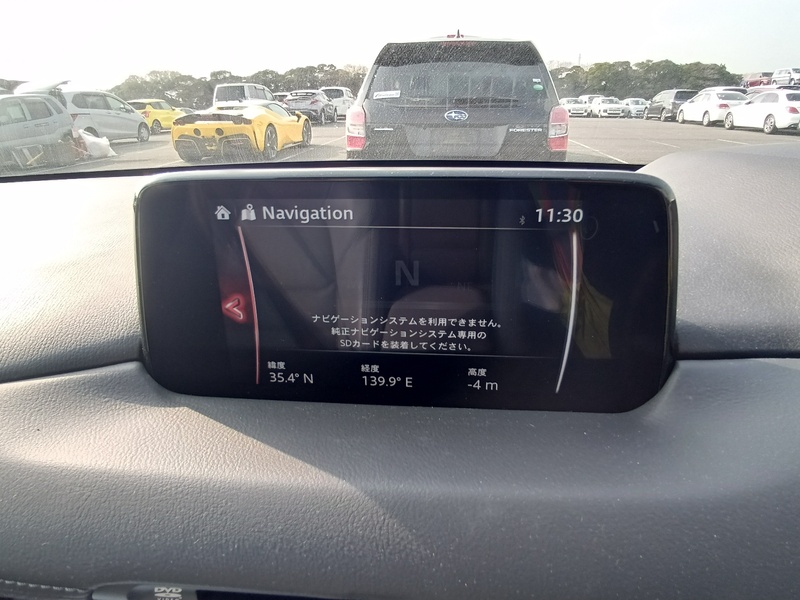 FORESTER
Navigation
11:30
N
ナビゲーションシステムを利用できません。
純正ナビゲーションシステム専用の
SDカードを装着してください。
緯度 経度 高度
35.4° N 139.9° E -4 m
DVD